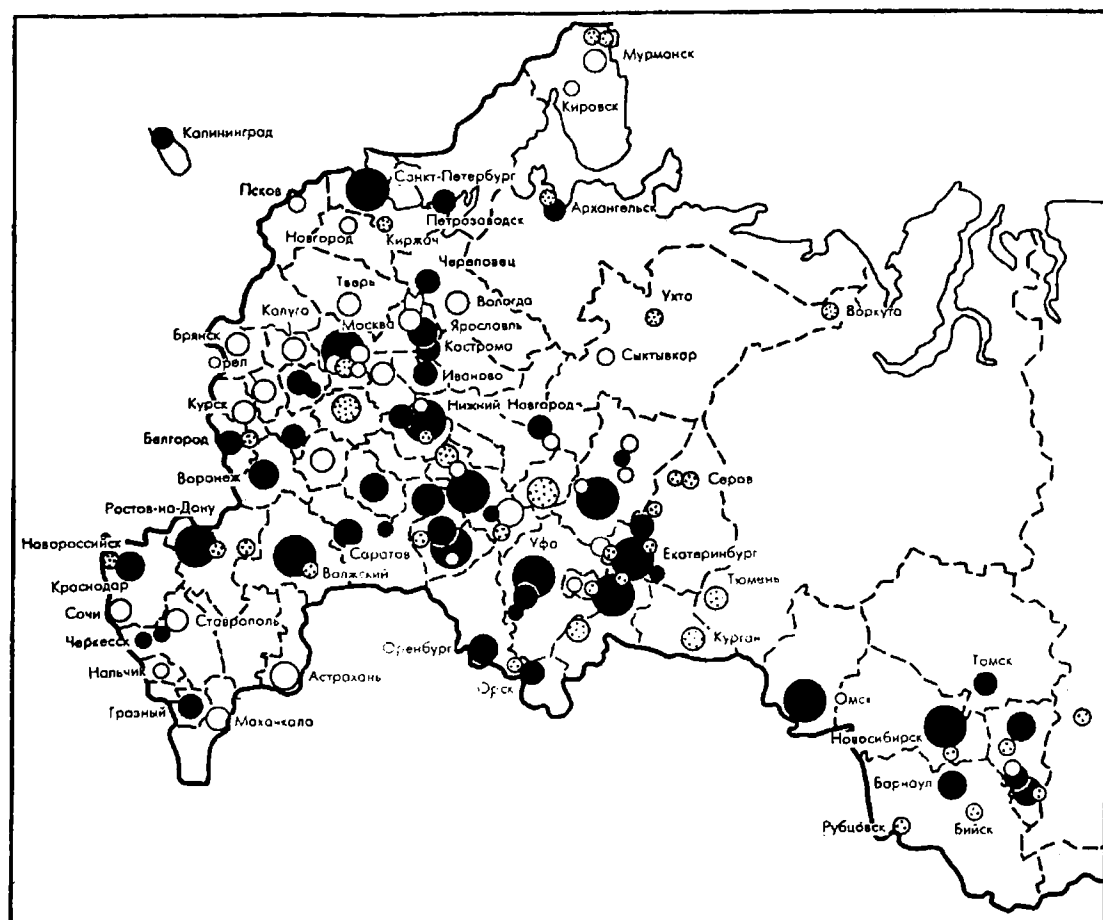 Мурманск
Кировск
Калининград
Санкт-Петербург
Псков
Петрозаводск
Архангельск
Новгород
Киржач
Череповец
Тверь
Вологда
Ухта
Воркута
Калуга
Москва
Ярославль
Брянск
Кострома
Сыктывкар
Орел
Иваново
Курск
Нижний Новгород
Белгород
Воронеж
Серов
Ростов-на-Дону
Новороссийск
Саратов
Уфа
Екатеринбург
Волжский
Краснодар
Тюмень
Сочи
Ставрополь
Черкесск
Оренбург
Курган
Нальчик
Астрахань
Орск
Томск
Грозный
Махачкала
Омск
Новосибирск
Барнаул
Рубцовск
Бийск